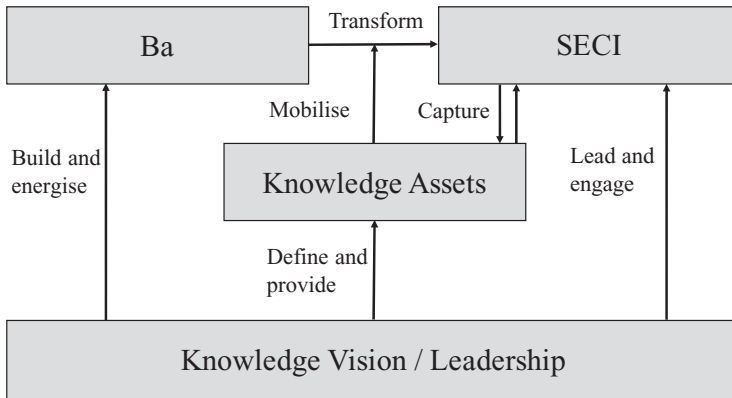 Transform
Ba
SECI
Mobilise
Capture
Build and
energise
Knowledge Assets
Lead and
engage
Define and
provide
Knowledge Vision / Leadership